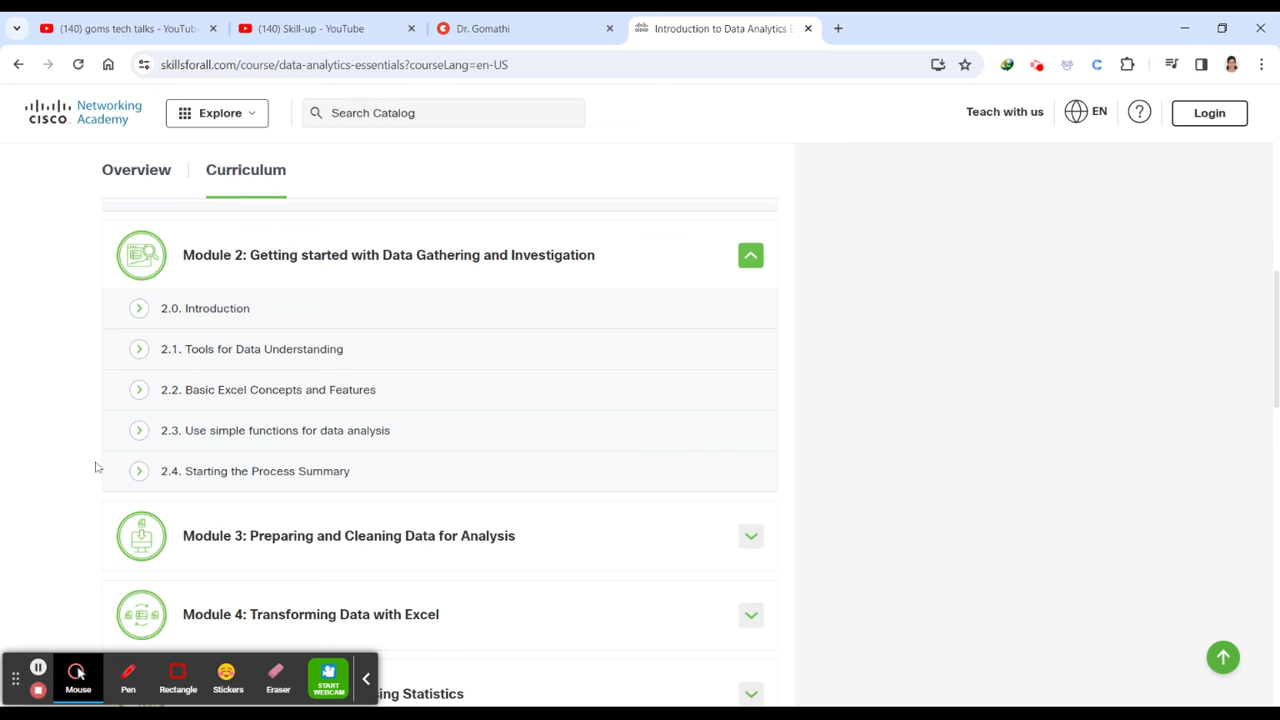 (140) goms tech talks - YouTub
(140) Skill-up - YouTube
Dr. Gomathi
Introduction to Data Analytics E
skillsforall.com/course/data-analytics-essentials?courseLang=en-US
CISCO Networking Academy
Explore
Search Catalog
Teach with us
EN
?
Login
Overview
Curriculum
Module 2: Getting started with Data Gathering and Investigation
2.0. Introduction
2.1. Tools for Data Understanding
2.2. Basic Excel Concepts and Features
2.3. Use simple functions for data analysis
2.4. Starting the Process Summary
Module 3: Preparing and Cleaning Data for Analysis
Module 4: Transforming Data with Excel
ing Statistics
Mouse
Pen
Rectangle
Stickers
Eraser
START WEBCAM